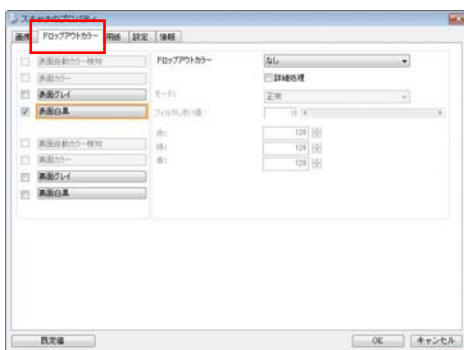 スキャナのプロパティ
画像 ドロップアウトカラー 用紙 設定 情報
表面自動カラー検知
表面カラー
表面グレイ
表面白黒
裏面自動カラー検知
裏面カラー
裏面グレイ
裏面白黒
ドロップアウトカラー なし
詳細処理
モード: 正常
フィルタしきい値: 10
赤: 128
緑: 128
青: 128
既定値 OK キャンセル